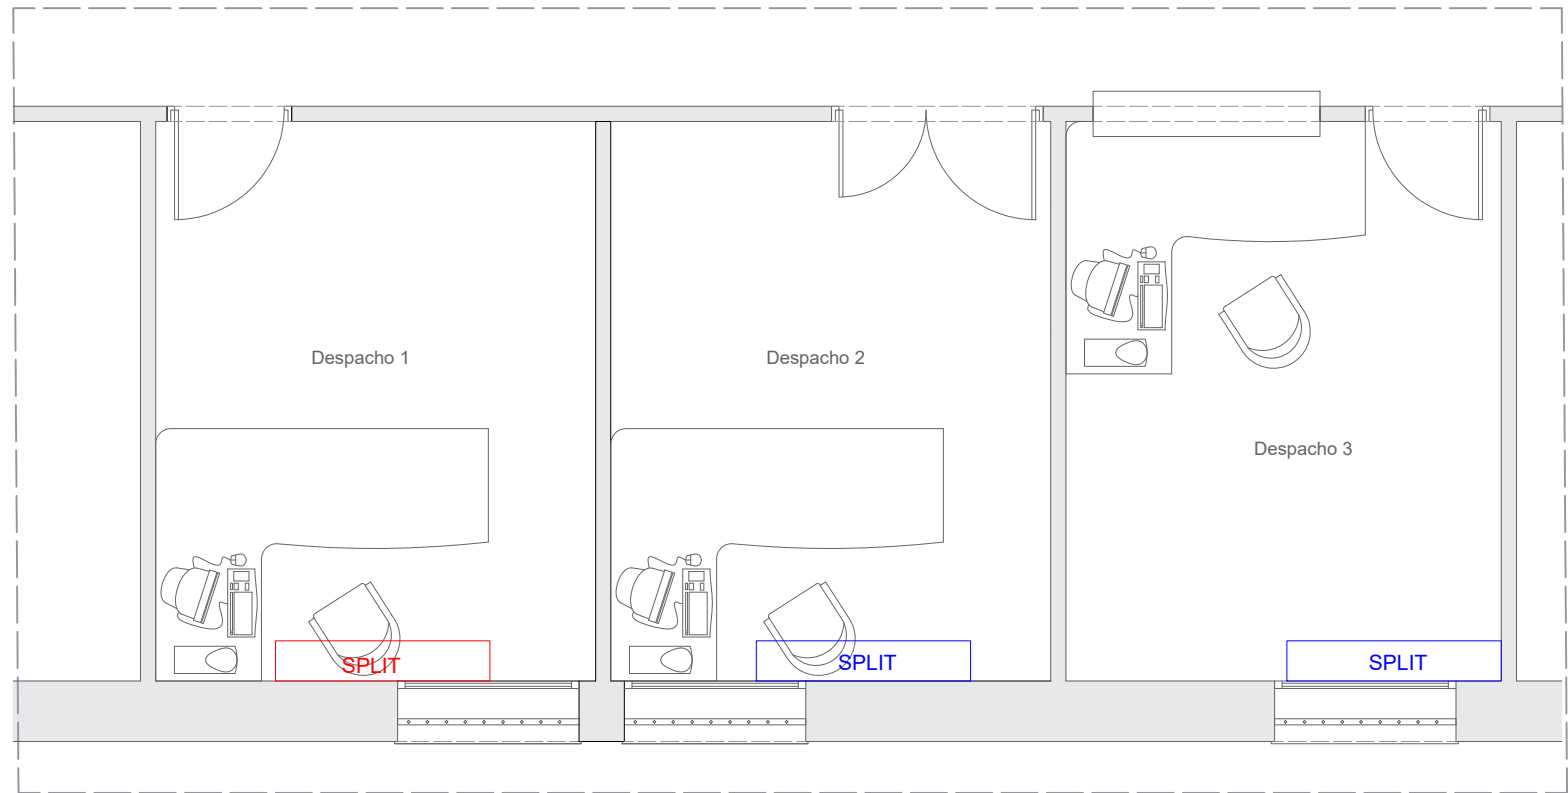 Despacho 1
Despacho 2
Despacho 3
SPLIT
SPLIT
SPLIT